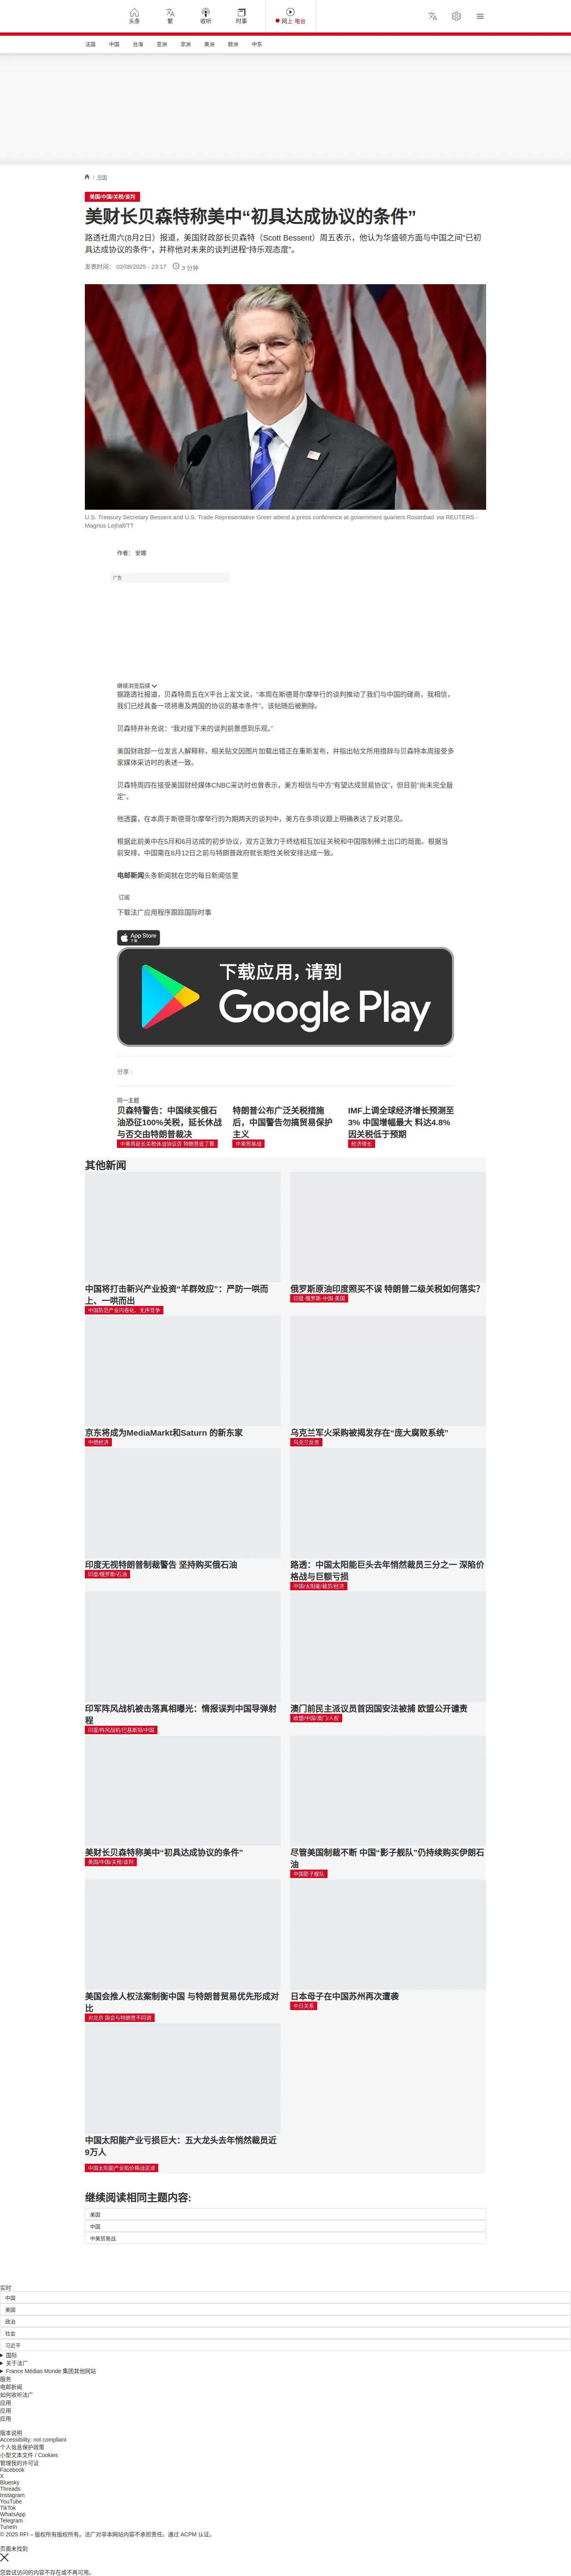 头条
繁
收听
时事
网上 电台
法国
中国
台海
亚洲
非洲
美洲
欧洲
中东
中国
美国/中国/关税/谈判
美财长贝森特称美中“初具达成协议的条件”
路透社周六(8月2日）报道，美国财政部长贝森特（Scott Bessent）周五表示，他认为华盛顿方面与中国之间“已初
具达成协议的条件”，并称他对未来的谈判进程“持乐观态度”。
发表时间： 02/08/2025 - 23:17
3 分钟
U.S. Treasury Secretary Bessent and U.S. Trade Representative Greer attend a press conference at government quarters Rosenbad via REUTERS -
Magnus Lejhall/TT
作者： 安娜
广告
继续浏览后续
据路透社报道，贝森特周五在X平台上发文说，“本周在斯德哥尔摩举行的谈判推动了我们与中国的磋商，我相信，
我们已经具备一项将惠及两国的协议的基本条件”。该帖随后被删除。
贝森特并补充说：“我对接下来的谈判前景感到乐观。”
美国财政部一位发言人解释称，相关贴文因图片加载出错正在重新发布，并指出帖文所用措辞与贝森特本周接受多
家媒体采访时的表述一致。
贝森特周四在接受美国财经媒体CNBC采访时也曾表示，美方相信与中方“有望达成贸易协议”，但目前“尚未完全敲
定”。
他透露，在本周于斯德哥尔摩举行的为期两天的谈判中，美方在多项议题上明确表达了反对意见。
根据此前美中在5月和6月达成的初步协议，双方正致力于终结相互加征关税和中国限制稀土出口的局面。根据当
前安排，中国需在8月12日之前与特朗普政府就长期性关税安排达成一致。
电邮新闻头条新闻就在您的每日新闻信里
订阅
下载法广应用程序跟踪国际时事
App Store
下载
下载应用，请到
Google Play
分享 :
同一主题
贝森特警告：中国续买俄石
油恐征100%关税，延长休战
与否交由特朗普裁决
中美再延长关税休战协议否 特朗普说了算
特朗普公布广泛关税措施
后，中国警告勿搞贸易保护
主义
中美贸易战
IMF上调全球经济增长预测至
3% 中国增幅最大 料达4.8%
因关税低于预期
经济增长
其他新闻
中国将打击新兴产业投资“羊群效应”：严防一哄而
上、一哄而出
中国防范产业内卷化、无序竞争
俄罗斯原油印度照买不误 特朗普二级关税如何落实？
印度-俄罗斯-中国-美国
京东将成为MediaMarkt和Saturn 的新东家
中德经济
乌克兰军火采购被揭发存在“庞大腐败系统”
乌克兰反贪
印度无视特朗普制裁警告 坚持购买俄石油
印度/俄罗斯/石油
路透：中国太阳能巨头去年悄然裁员三分之一 深陷价
格战与巨额亏损
中国/太阳能/裁员/经济
印军阵风战机被击落真相曝光：情报误判中国导弹射
程
印度/阵风战机/巴基斯坦/中国
澳门前民主派议员首因国安法被捕 欧盟公开谴责
欧盟/中国/澳门/人权
美财长贝森特称美中“初具达成协议的条件”
美国/中国/关税/谈判
尽管美国制裁不断 中国“影子舰队”仍持续购买伊朗石
油
中国影子舰队
美国会推人权法案制衡中国 与特朗普贸易优先形成对
比
对北京 国会与特朗普不同调
日本母子在中国苏州再次遭袭
中日关系
中国太阳能产业亏损巨大：五大龙头去年悄然裁员近
9万人
中国太阳能产业陷价格战泥淖
继续阅读相同主题内容:
美国
中国
中美贸易战
实时
中国
美国
政治
社会
习近平
国际
关于法广
France Médias Monde 集团其他网站
服务
电邮新闻
如何收听法广
应用
应用
应用
版本说明
Accessibility: not compliant
个人信息保护政策
小型文本文件 / Cookies
管理我的许可证
Facebook
X
Bluesky
Threads
Instagram
YouTube
TikTok
WhatsApp
Telegram
TuneIn
© 2025 RFI – 版权所有版权所有。法广对非本网站内容不承担责任。通过 ACPM 认证。
页面未找到
您尝试访问的内容不存在或不再可用。